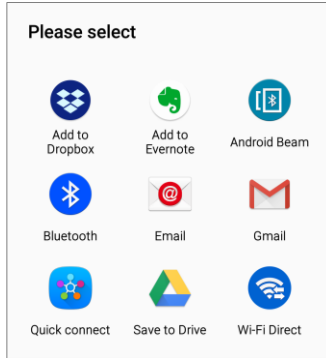 Please select
Add to
Dropbox
Add to
Evernote
Android Beam
Bluetooth
Email
Gmail
Quick connect
Save to Drive
Wi-Fi Direct